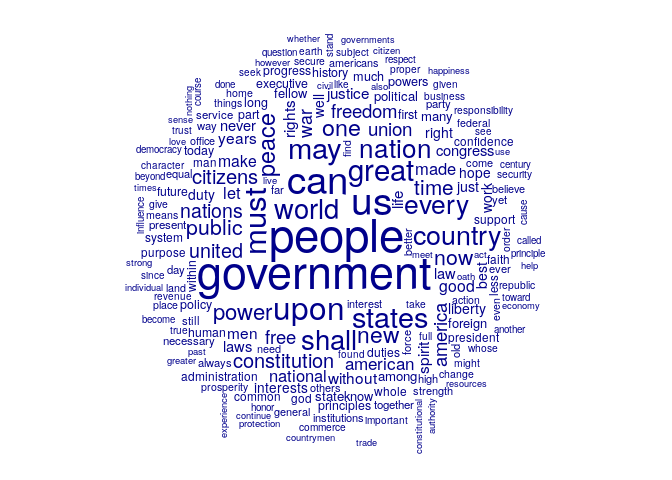 whether
governments
stand
question
earth
subject
citizen
however
secure
americans
respect
seek
progress
history
proper
happiness
nothing
course
done
executive
civil
like
much
also
powers
given
home
fellow
justice
political
business
things
long
rights
war
well
freedom
party
sense
service
part
peace
first
many
responsibility
trust
way
never
one
union
right
federal
love
office
years
see
democracy
today
may
find
nation
congress
confidence
character
man
make
great
made
come
century
use
beyond
equal
citizens
live
can
hope
security
times
future
duty
let
far
us
life
time
just
work
believe
influence
give
must
every
yet
means
nations
world
support
cause
present
public
people
better
country
order
called
system
principle
purpose
united
meet
now
act
faith
help
strong
within
government
law
oath
best
ever
since
day
less
republic
individual
land
good
toward
revenue
action
even
economy
place
policy
power
upon
interest
take
liberty
become
still
states
america
foreign
another
true
human
men
free
shall
new
force
full
spirit
president
necessary
laws
need
old
whose
past
constitution
found
duties
might
greater
always
american
change
administration
national
without
among
high
resources
prosperity
interests
others
whole
strength
experience
common
god
state
know
constitutional
authority
honor
principles
together
continue
general
institutions
important
protection
commerce
countrymen
trade